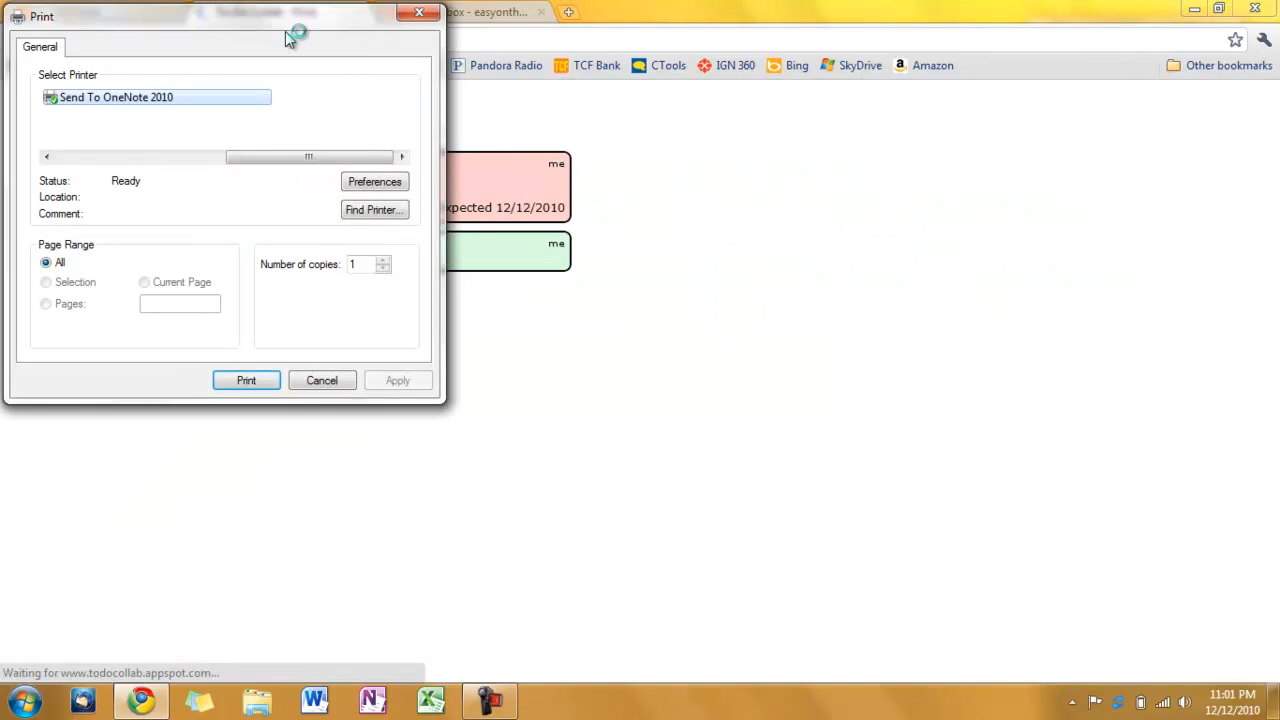 Print
box - easyonth...
General
Pandora Radio TCF Bank CTools IGN 360 Bing SkyDrive Amazon Other bookmarks
Select Printer
Send To OneNote 2010
me
Status: Ready Preferences
Location:
Comment: Find Printer...
xpected 12/12/2010
me
Page Range
All
Number of copies: 1
Selection Current Page
Pages:
Print Cancel Apply
Waiting for www.todocollab.appspot.com...
11:01 PM
12/12/2010